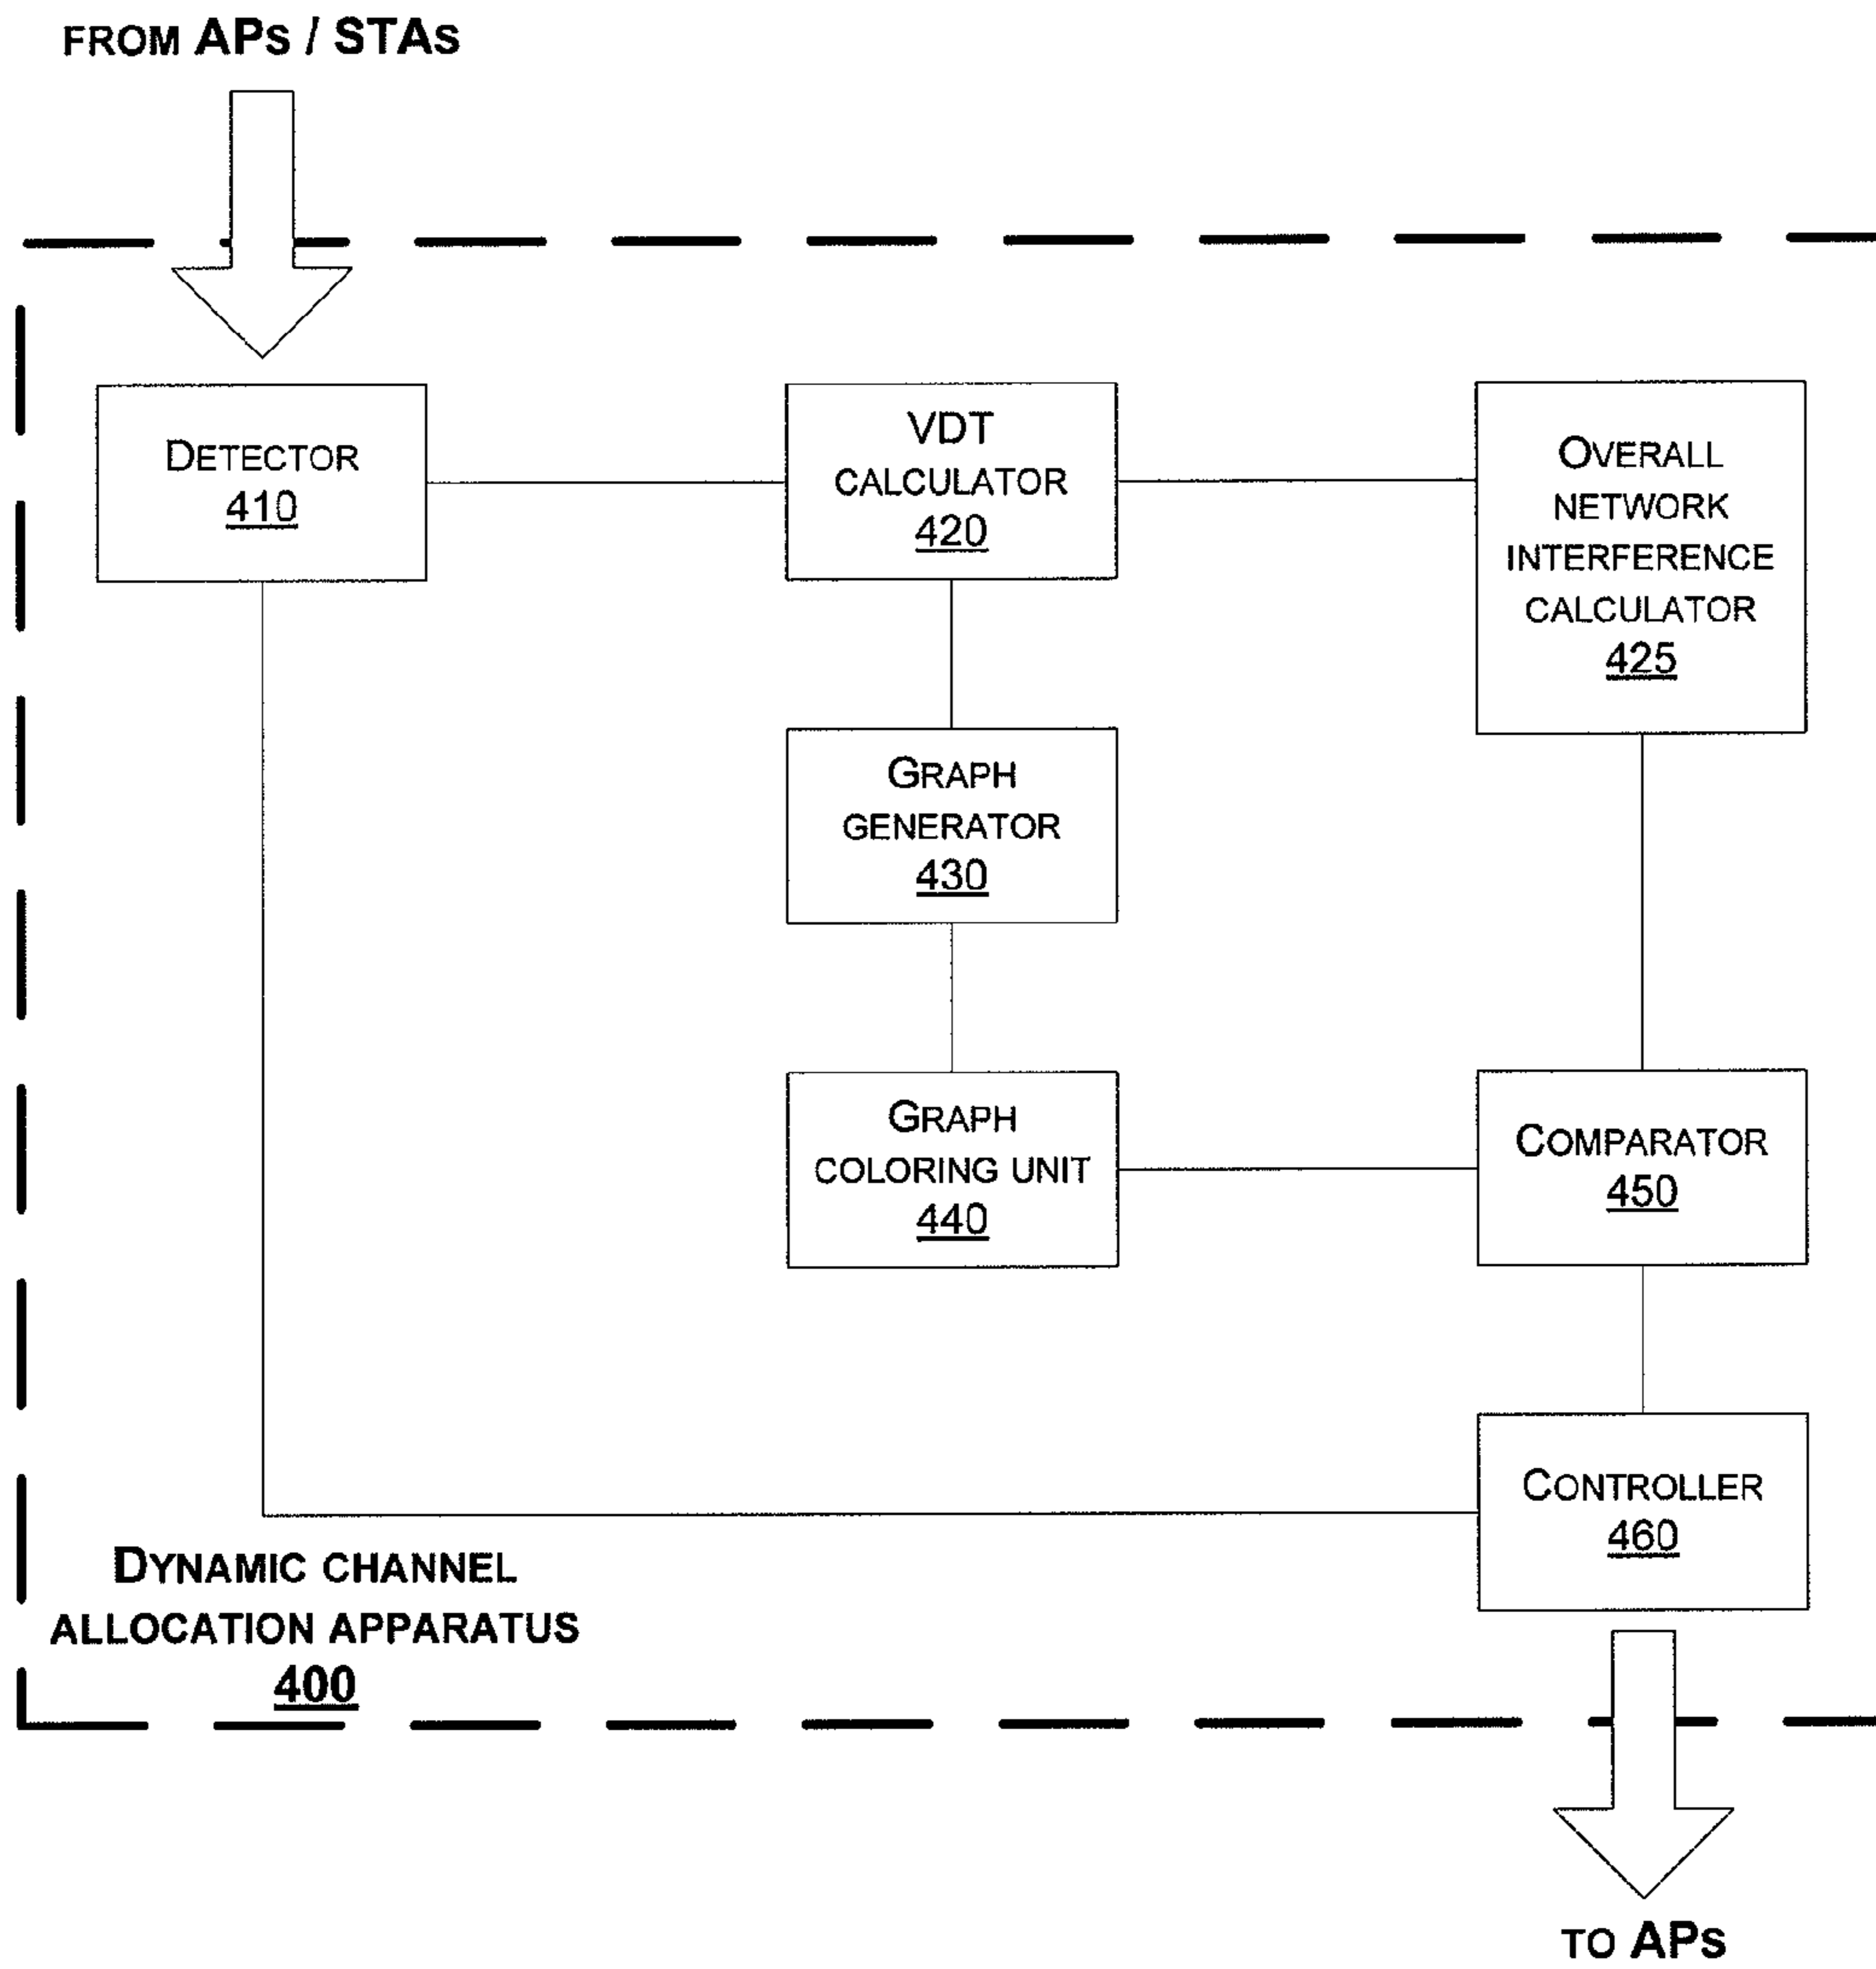 FROM APs / STAs
DETECTOR
410
VDT
CALCULATOR
420
OVERALL
NETWORK
INTERFERENCE
CALCULATOR
425
GRAPH
GENERATOR
430
GRAPH
COLORING UNIT
440
COMPARATOR
450
CONTROLLER
460
DYNAMIC CHANNEL
ALLOCATION APPARATUS
400
TO APs